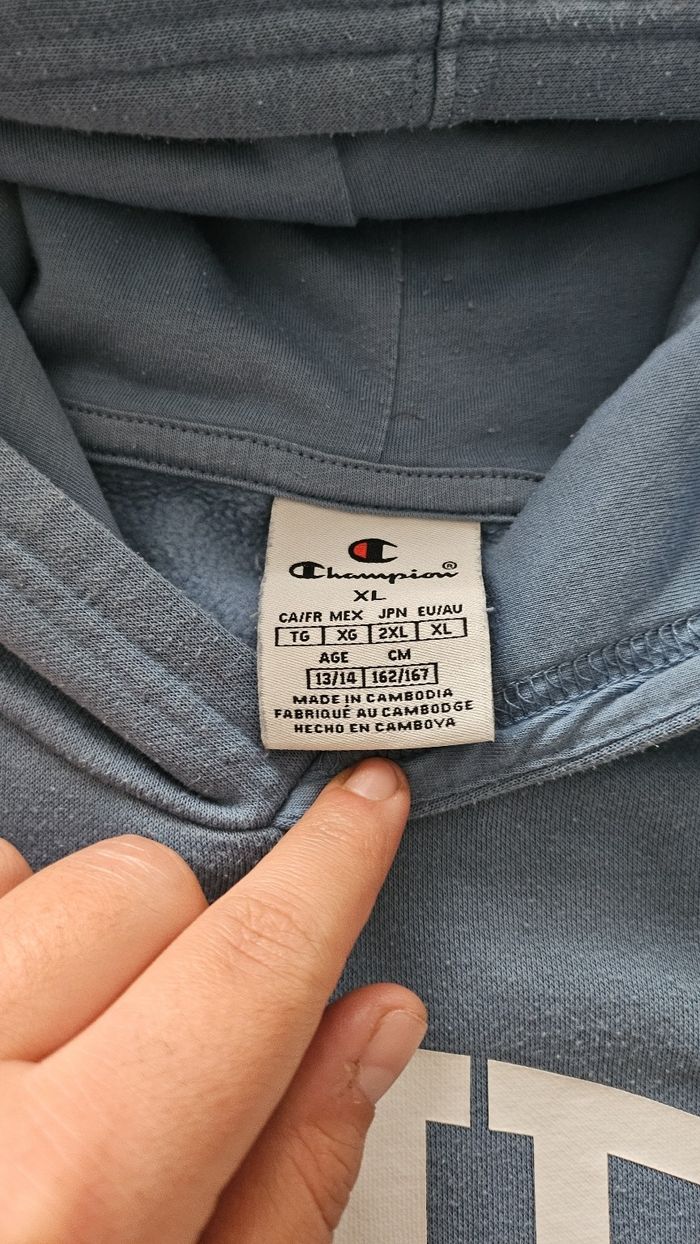 Champion®
XL
CA/FR MEX JPN EU/AU
TG XG 2XL XL
AGE CM
13/14 162/167
MADE IN CAMBODIA
FABRIQUÉ AU CAMBODGE
HECHO EN CAMBOYA